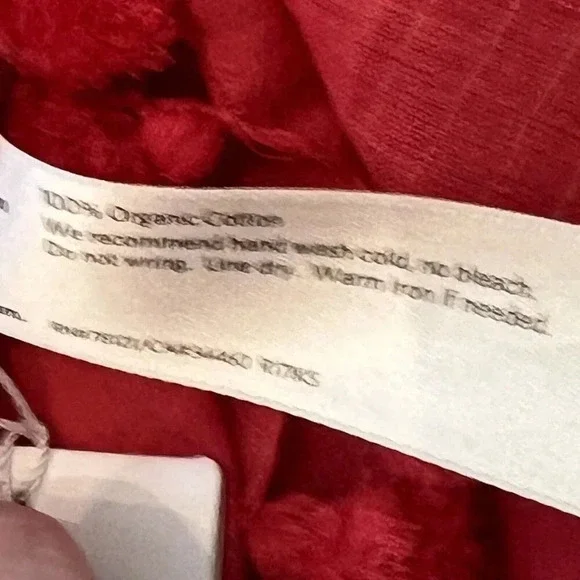 100% Organic Cotton
We recommend hand wash cold, no bleach.
Do not wring. Line dry. Warm iron if needed.